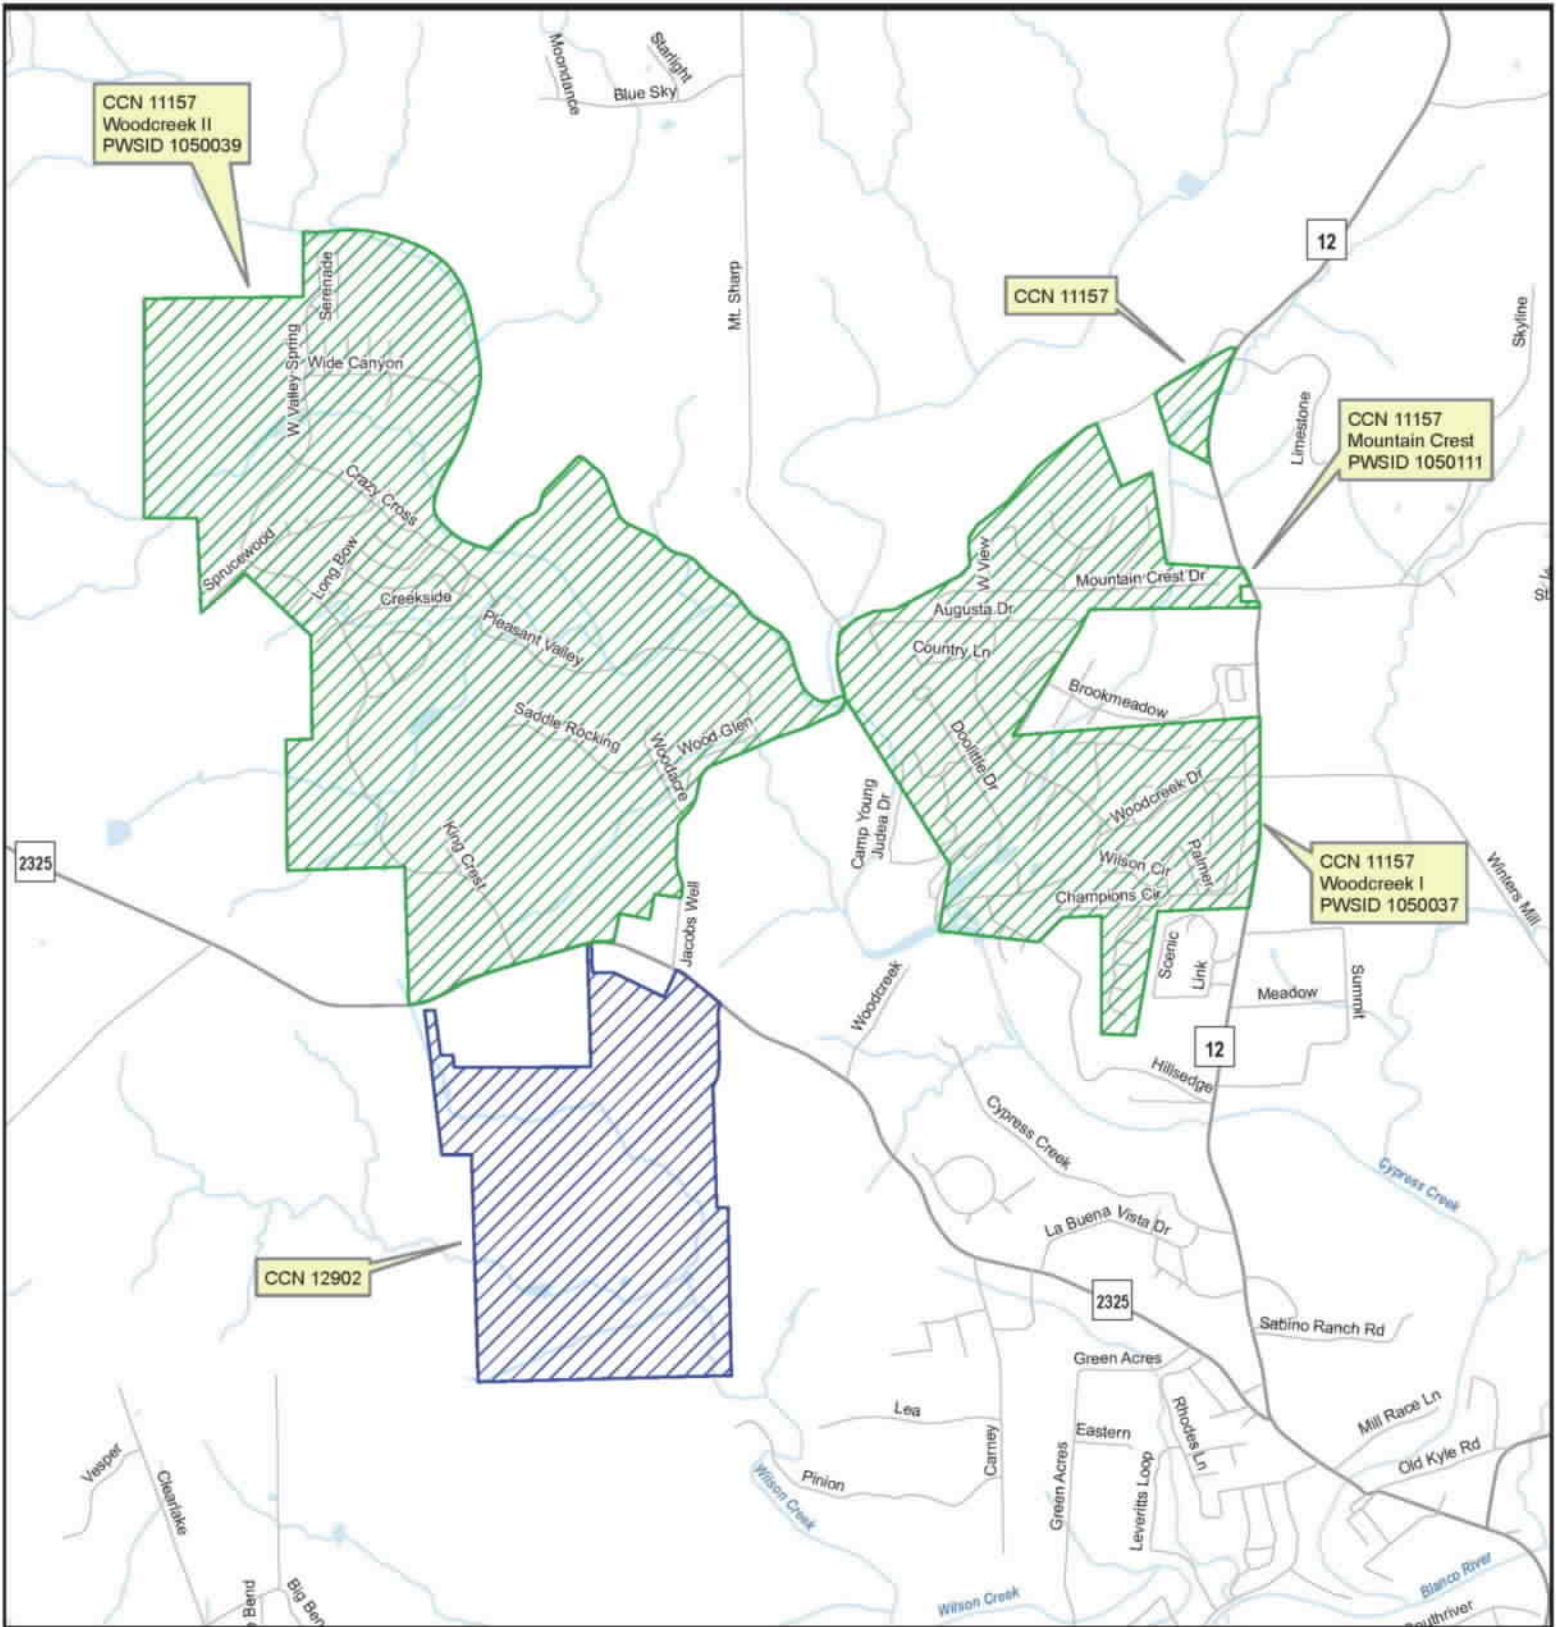 Moondance
Starlight
Blue Sky
CCN 11157
Woodcreek II
PWSID 1050039
12
Mt. Sharp
Serenade
CCN 11157
Skyline
W Valley Spring
Wide Canyon
Limestone
CCN 11157
Mountain Crest
PWSID 1050111
Crazy Cross
Sprucewood
Long Bow
Creekside
W View
Mountain Crest Dr
Augusta Dr
Pleasant Valley
Country Ln
Brookmeadow
Saddle Rocking
Wood Glen
Woodacre
Doolittle Dr
Woodcreek Dr
Camp Young
Judea Dr
King Crest
2325
Wilson Cir
Palmer
Champions Cir
CCN 11157
Woodcreek I
PWSID 1050037
Winters Mill
Jacobs Well
Scenic
Link
Woodcreek
Meadow
Summit
12
Hillsedge
Cypress Creek
Cypress Creek
La Buena Vista Dr
CCN 12902
2325
Sabino Ranch Rd
Green Acres
Lea
Carney
Eastern
Rhodes Ln
Mill Race Ln
Old Kyle Rd
Vesper
Clearlake
Pinion
Wilson Creek
Green Acres
Leveritts Loop
Bend
Big Ben
Wilson Creek
Blanco River
outhriver